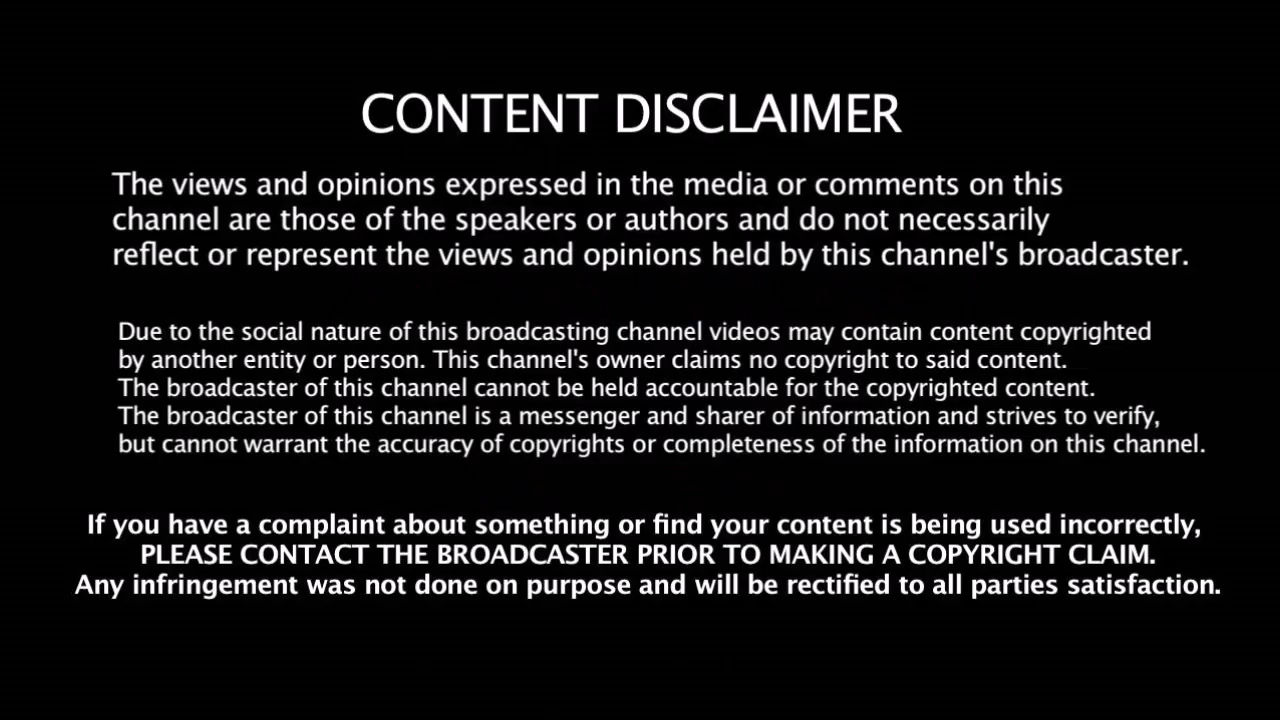 CONTENT DISCLAIMER
The views and opinions expressed in the media or comments on this
channel are those of the speakers or authors and do not necessarily
reflect or represent the views and opinions held by this channel's broadcaster.
Due to the social nature of this broadcasting channel videos may contain content copyrighted
by another entity or person. This channel's owner claims no copyright to said content.
The broadcaster of this channel cannot be held accountable for the copyrighted content.
The broadcaster of this channel is a messenger and sharer of information and strives to verify,
but cannot warrant the accuracy of copyrights or completeness of the information on this channel.
If you have a complaint about something or find your content is being used incorrectly,
PLEASE CONTACT THE BROADCASTER PRIOR TO MAKING A COPYRIGHT CLAIM.
Any infringement was not done on purpose and will be rectified to all parties satisfaction.